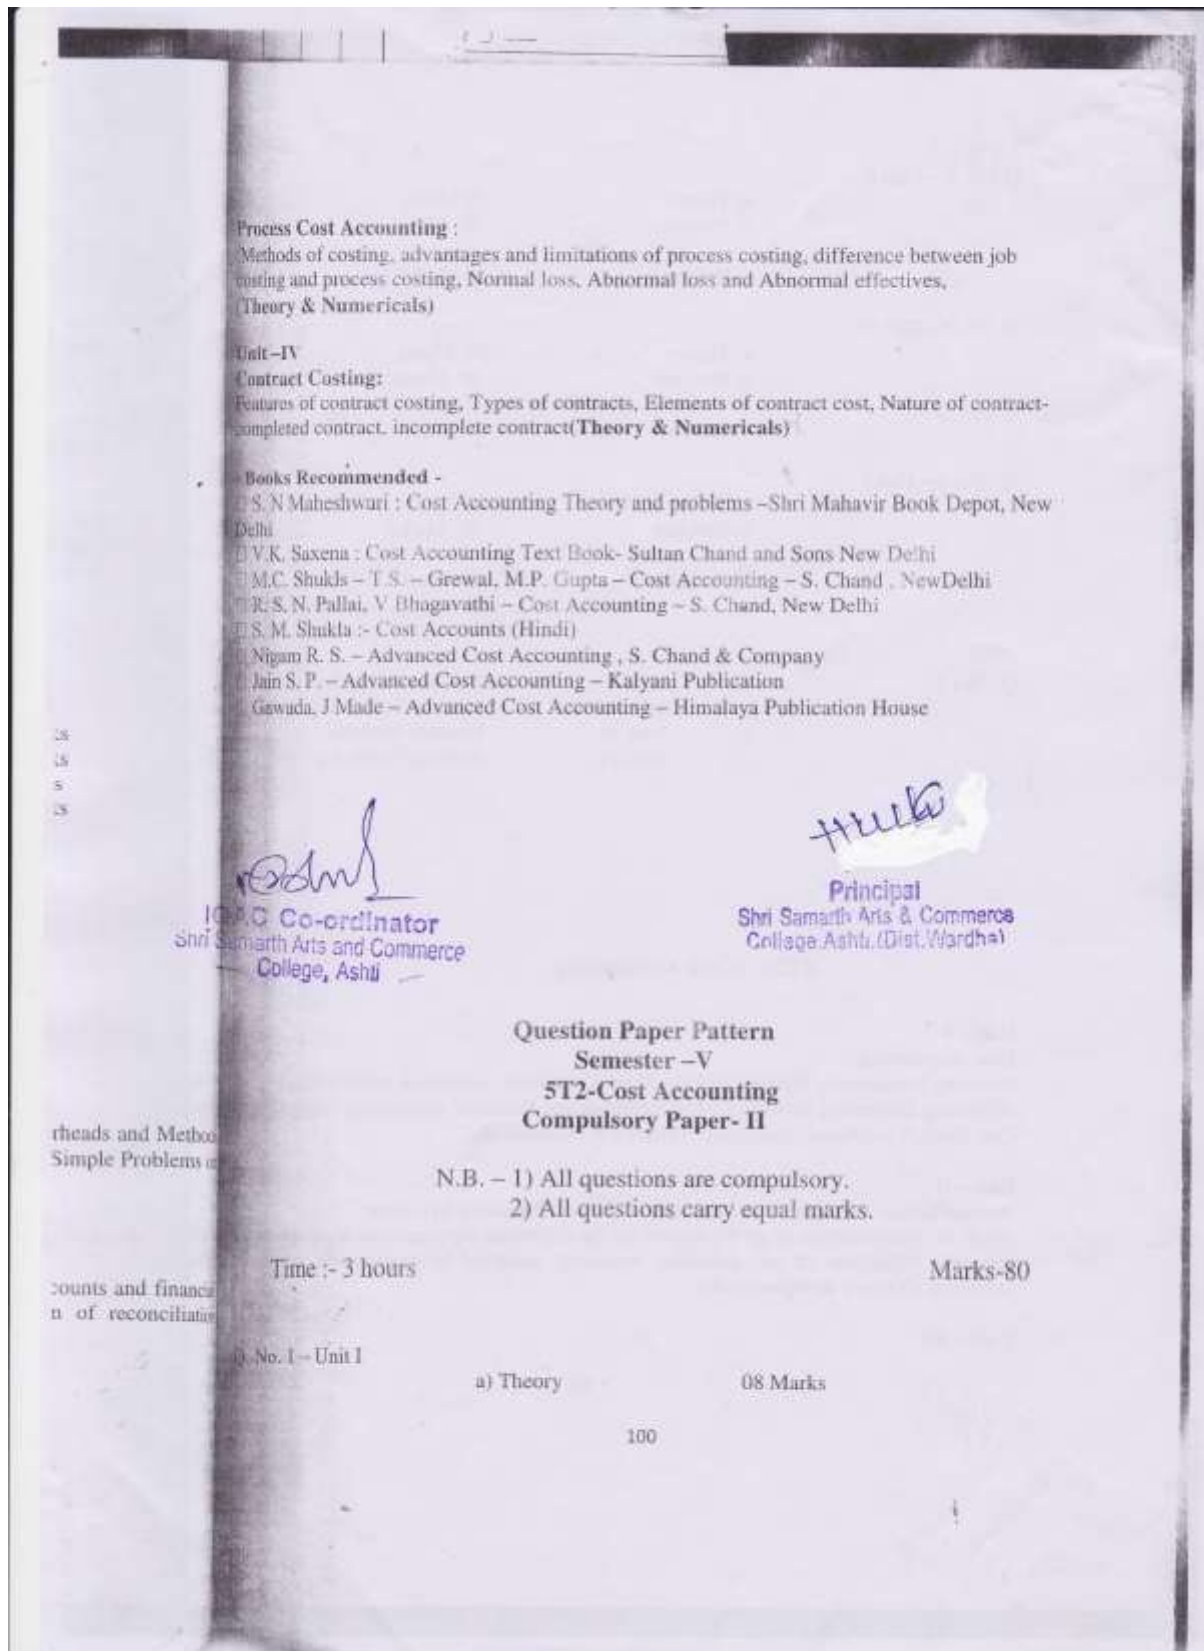 Process Cost Accounting :
Methods of costing, advantages and limitations of process costing, difference between job
costing and process costing, Normal loss, Abnormal loss and Abnormal effectives,
(Theory & Numericals)
Unit–IV
Contract Costing:
Features of contract costing, Types of contracts, Elements of contract cost, Nature of contract-
completed contract, incomplete contract(Theory & Numericals)
Books Recommended -
S. N Maheshwari : Cost Accounting Theory and problems –Shri Mahavir Book Depot, New
Delhi
V.K. Saxena : Cost Accounting Text Book- Sultan Chand and Sons New Delhi
M.C. Shukls – T.S. – Grewal, M.P. Gupta – Cost Accounting – S. Chand , NewDelhi
R. S. N. Pallai, V Bhagavathi – Cost Accounting – S. Chand, New Delhi
S. M. Shukla :- Cost Accounts (Hindi)
Nigam R. S. – Advanced Cost Accounting , S. Chand & Company
Jain S. P. – Advanced Cost Accounting – Kalyani Publication
Gawada, J Made – Advanced Cost Accounting – Himalaya Publication House
IQAC Co-ordinator
Shri Samarth Arts and Commerce
College, Ashti
Principal
Shri Samarth Arts & Commerce
College Ashti.(Dist.Wardha)
Question Paper Pattern
Semester –V
5T2-Cost Accounting
Compulsory Paper- II
rheads and Method
Simple Problems
N.B. – 1) All questions are compulsory.
2) All questions carry equal marks.
Time :- 3 hours Marks-80
counts and financi
n of reconciliation
Q. No. 1 – Unit I
a) Theory 08 Marks
100